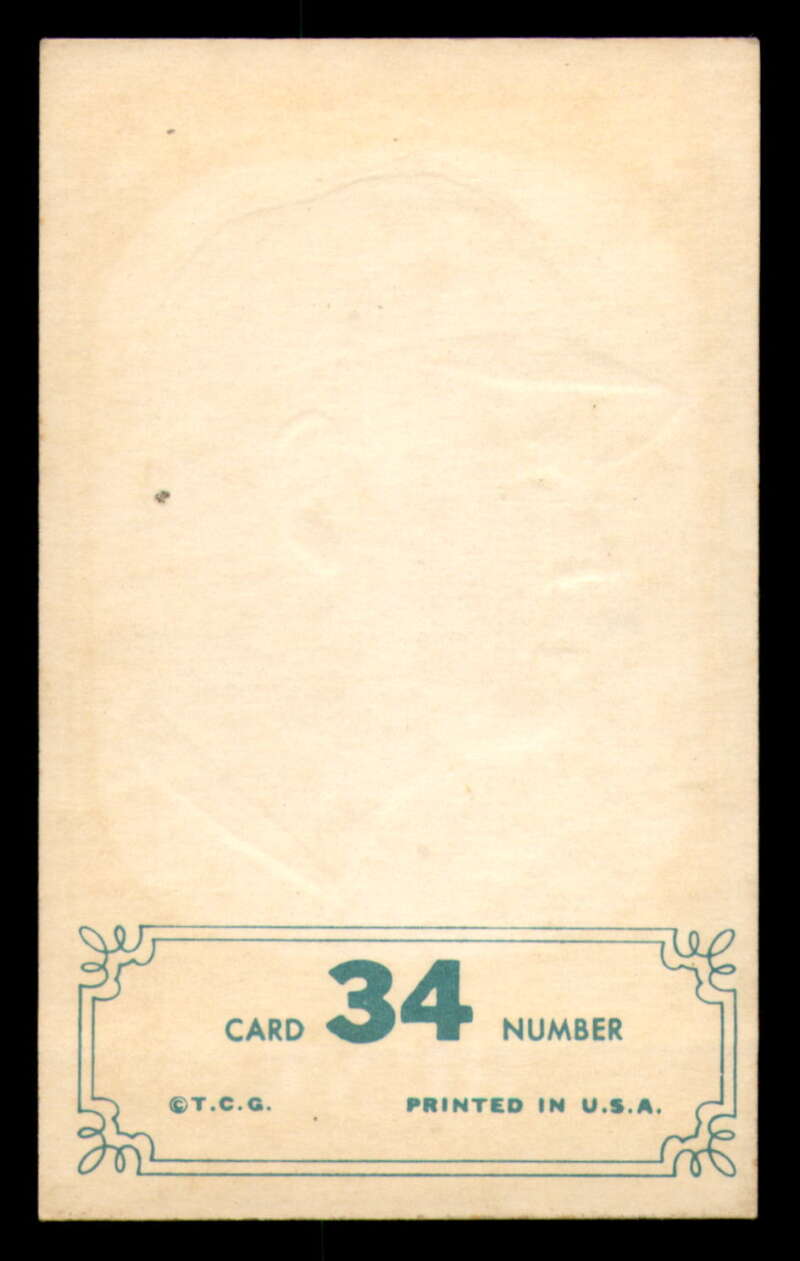 CARD 34 NUMBER
©T.C.G. PRINTED IN U.S.A.